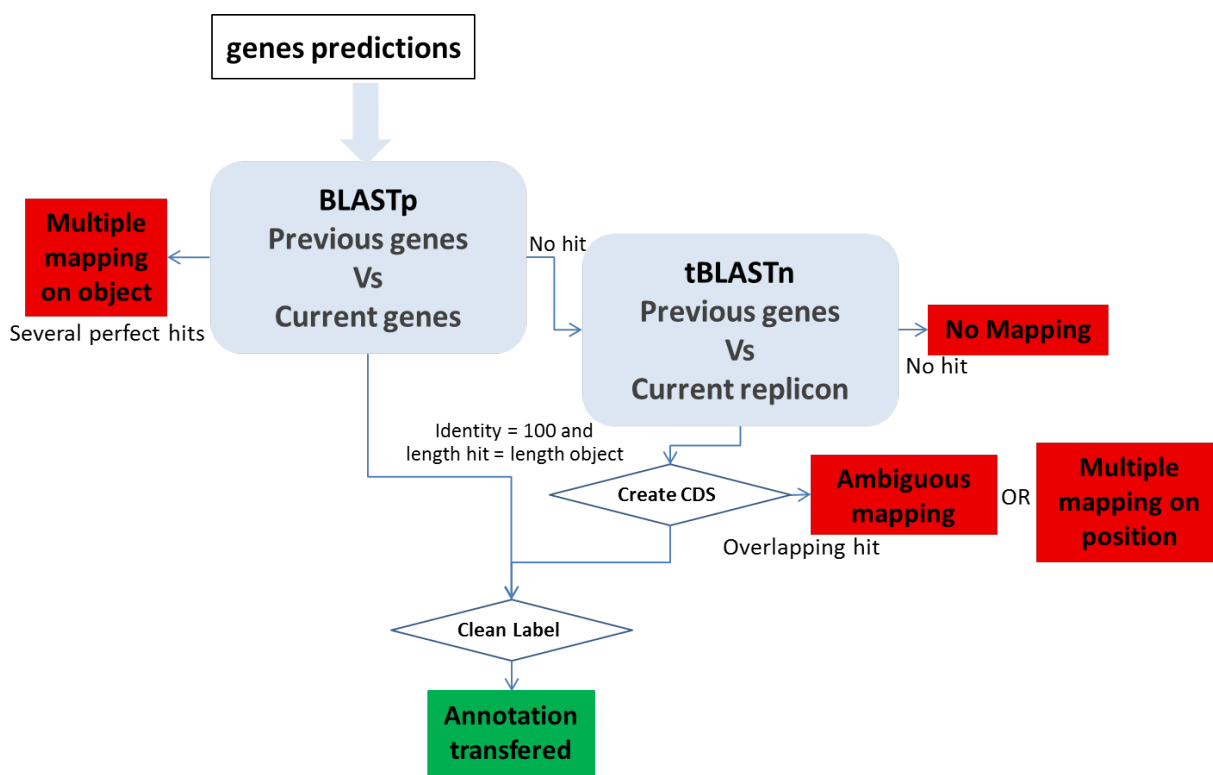 genes predictions
BLASTp
Previous genes
Vs
Current genes
Multiple
mapping
on object
Several perfect hits
No hit
tBLASTn
Previous genes
Vs
Current replicon
No Mapping
No hit
Identity = 100 and
length hit = length object
Create CDS
Ambiguous
mapping
OR
Multiple
mapping on
position
Overlapping hit
Clean Label
Annotation
transfered